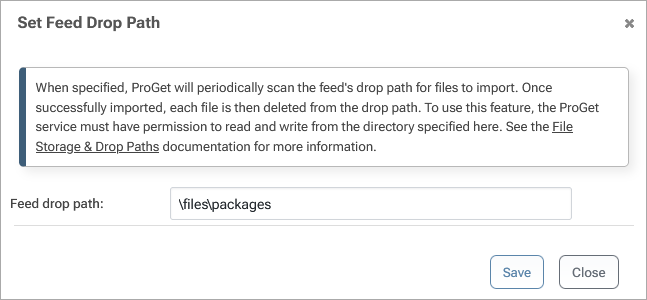 Set Feed Drop Path
When specified, ProGet will periodically scan the feed's drop path for files to import. Once
successfully imported, each file is then deleted from the drop path. To use this feature, the ProGet
service must have permission to read and write from the directory specified here. See the File
Storage & Drop Paths documentation for more information.
Feed drop path:
\files\packages
Save Close